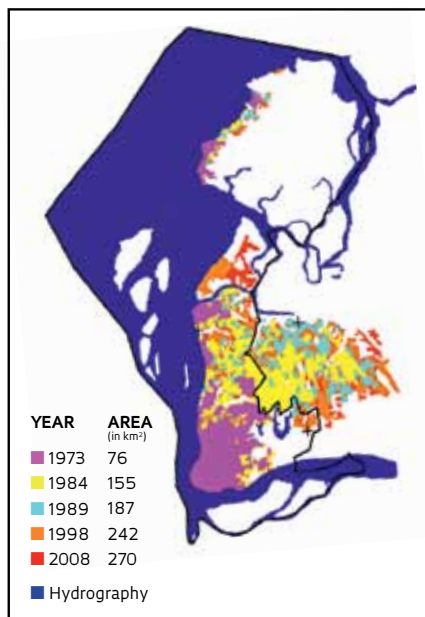 YEAR AREA
(in km²)
1973 76
1984 155
1989 187
1998 242
2008 270
Hydrography